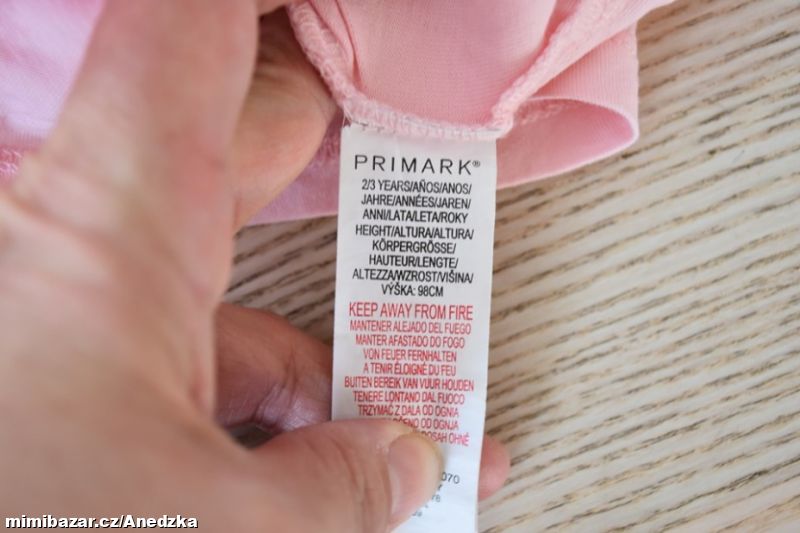 PRIMARK®
2/3 YEARS/AÑOS/ANOS/
JAHRE/ANNÉES/JAREN/
ANNI/LATA/LETA/ROKY
HEIGHT/ALTURA/ALTURA/
KÖRPERGRÖSSE/
HAUTEUR/LENGTE/
ALTEZZA/WZROST/VIŠINA/
VÝŠKA: 98CM
KEEP AWAY FROM FIRE
MANTENER ALEJADO DEL FUEGO
MANTER AFASTADO DO FOGO
VON FEUER FERNHALTEN
A TENIR ÉLOIGNÉ DU FEU
BUITEN BEREIK VAN VUUR HOUDEN
TENERE LONTANO DAL FUOCO
TRZYMAĆ Z DALA OD OGNIA
OD OGNJA
DOSAH OHNĚ
070
mimibazar.cz/Anedzka